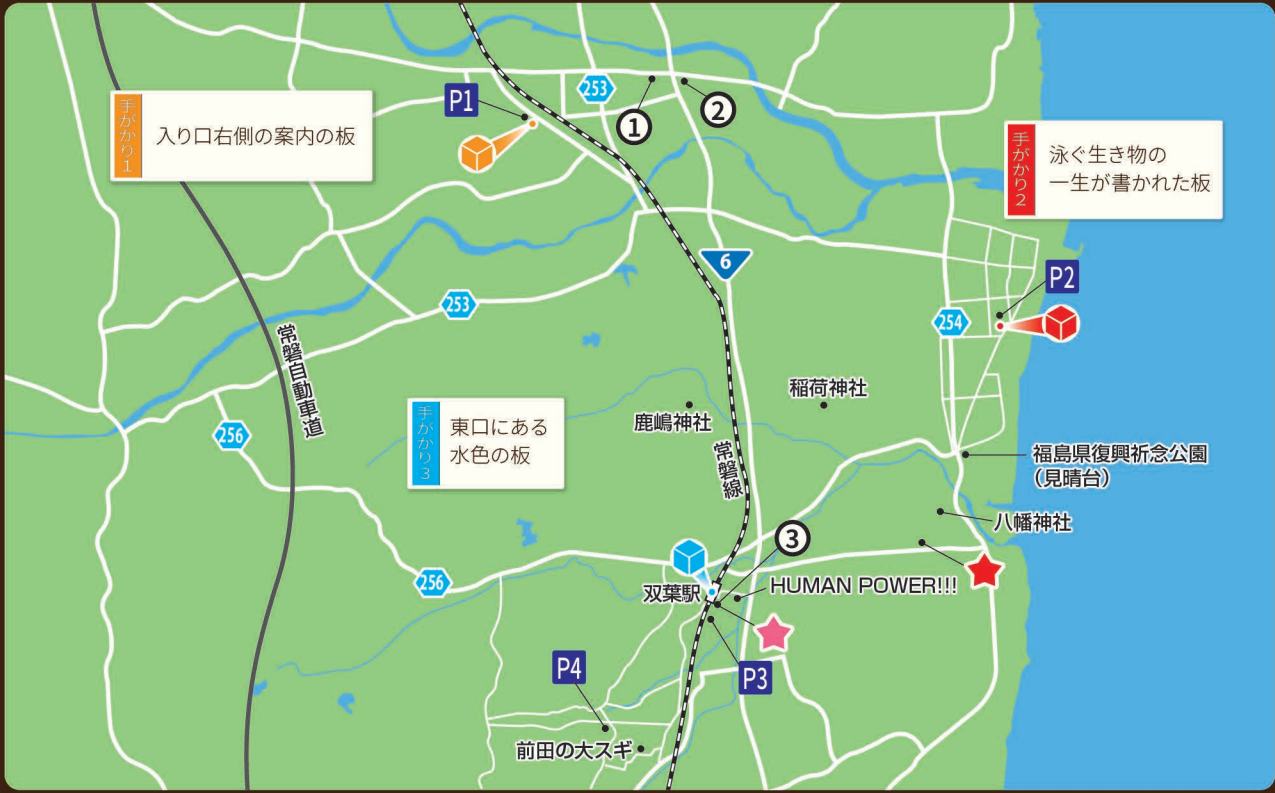 P1
253
①
②
手がかり1
入り口右側の案内の板
手がかり2
泳ぐ生き物の
一生が書かれた板
6
P2
253
254
常磐自動車道
稲荷神社
鹿嶋神社
256
手がかり3
東口にある
水色の板
常磐線
福島県復興祈念公園
（見晴台）
八幡神社
③
256
双葉駅
HUMAN POWER!!!
P4
P3
前田の大スギ